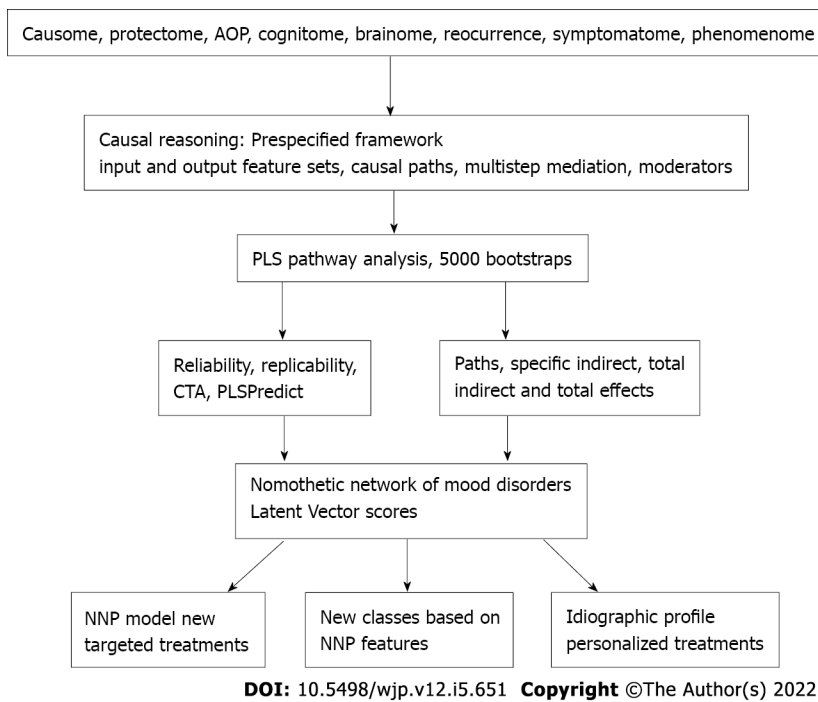 Causome, protectome, AOP, cognitome, brainome, reocurrence, symptomatome, phenomenome
Causal reasoning: Prespecified framework
input and output feature sets, causal paths, multistep mediation, moderators
PLS pathway analysis, 5000 bootstraps
Reliability, replicability,
CTA, PLSPredict
Paths, specific indirect, total
indirect and total effects
Nomothetic network of mood disorders
Latent Vector scores
NNP model new
targeted treatments
New classes based on
NNP features
Idiographic profile
personalized treatments
DOI: 10.5498/wjp.v12.i5.651 Copyright ©The Author(s) 2022